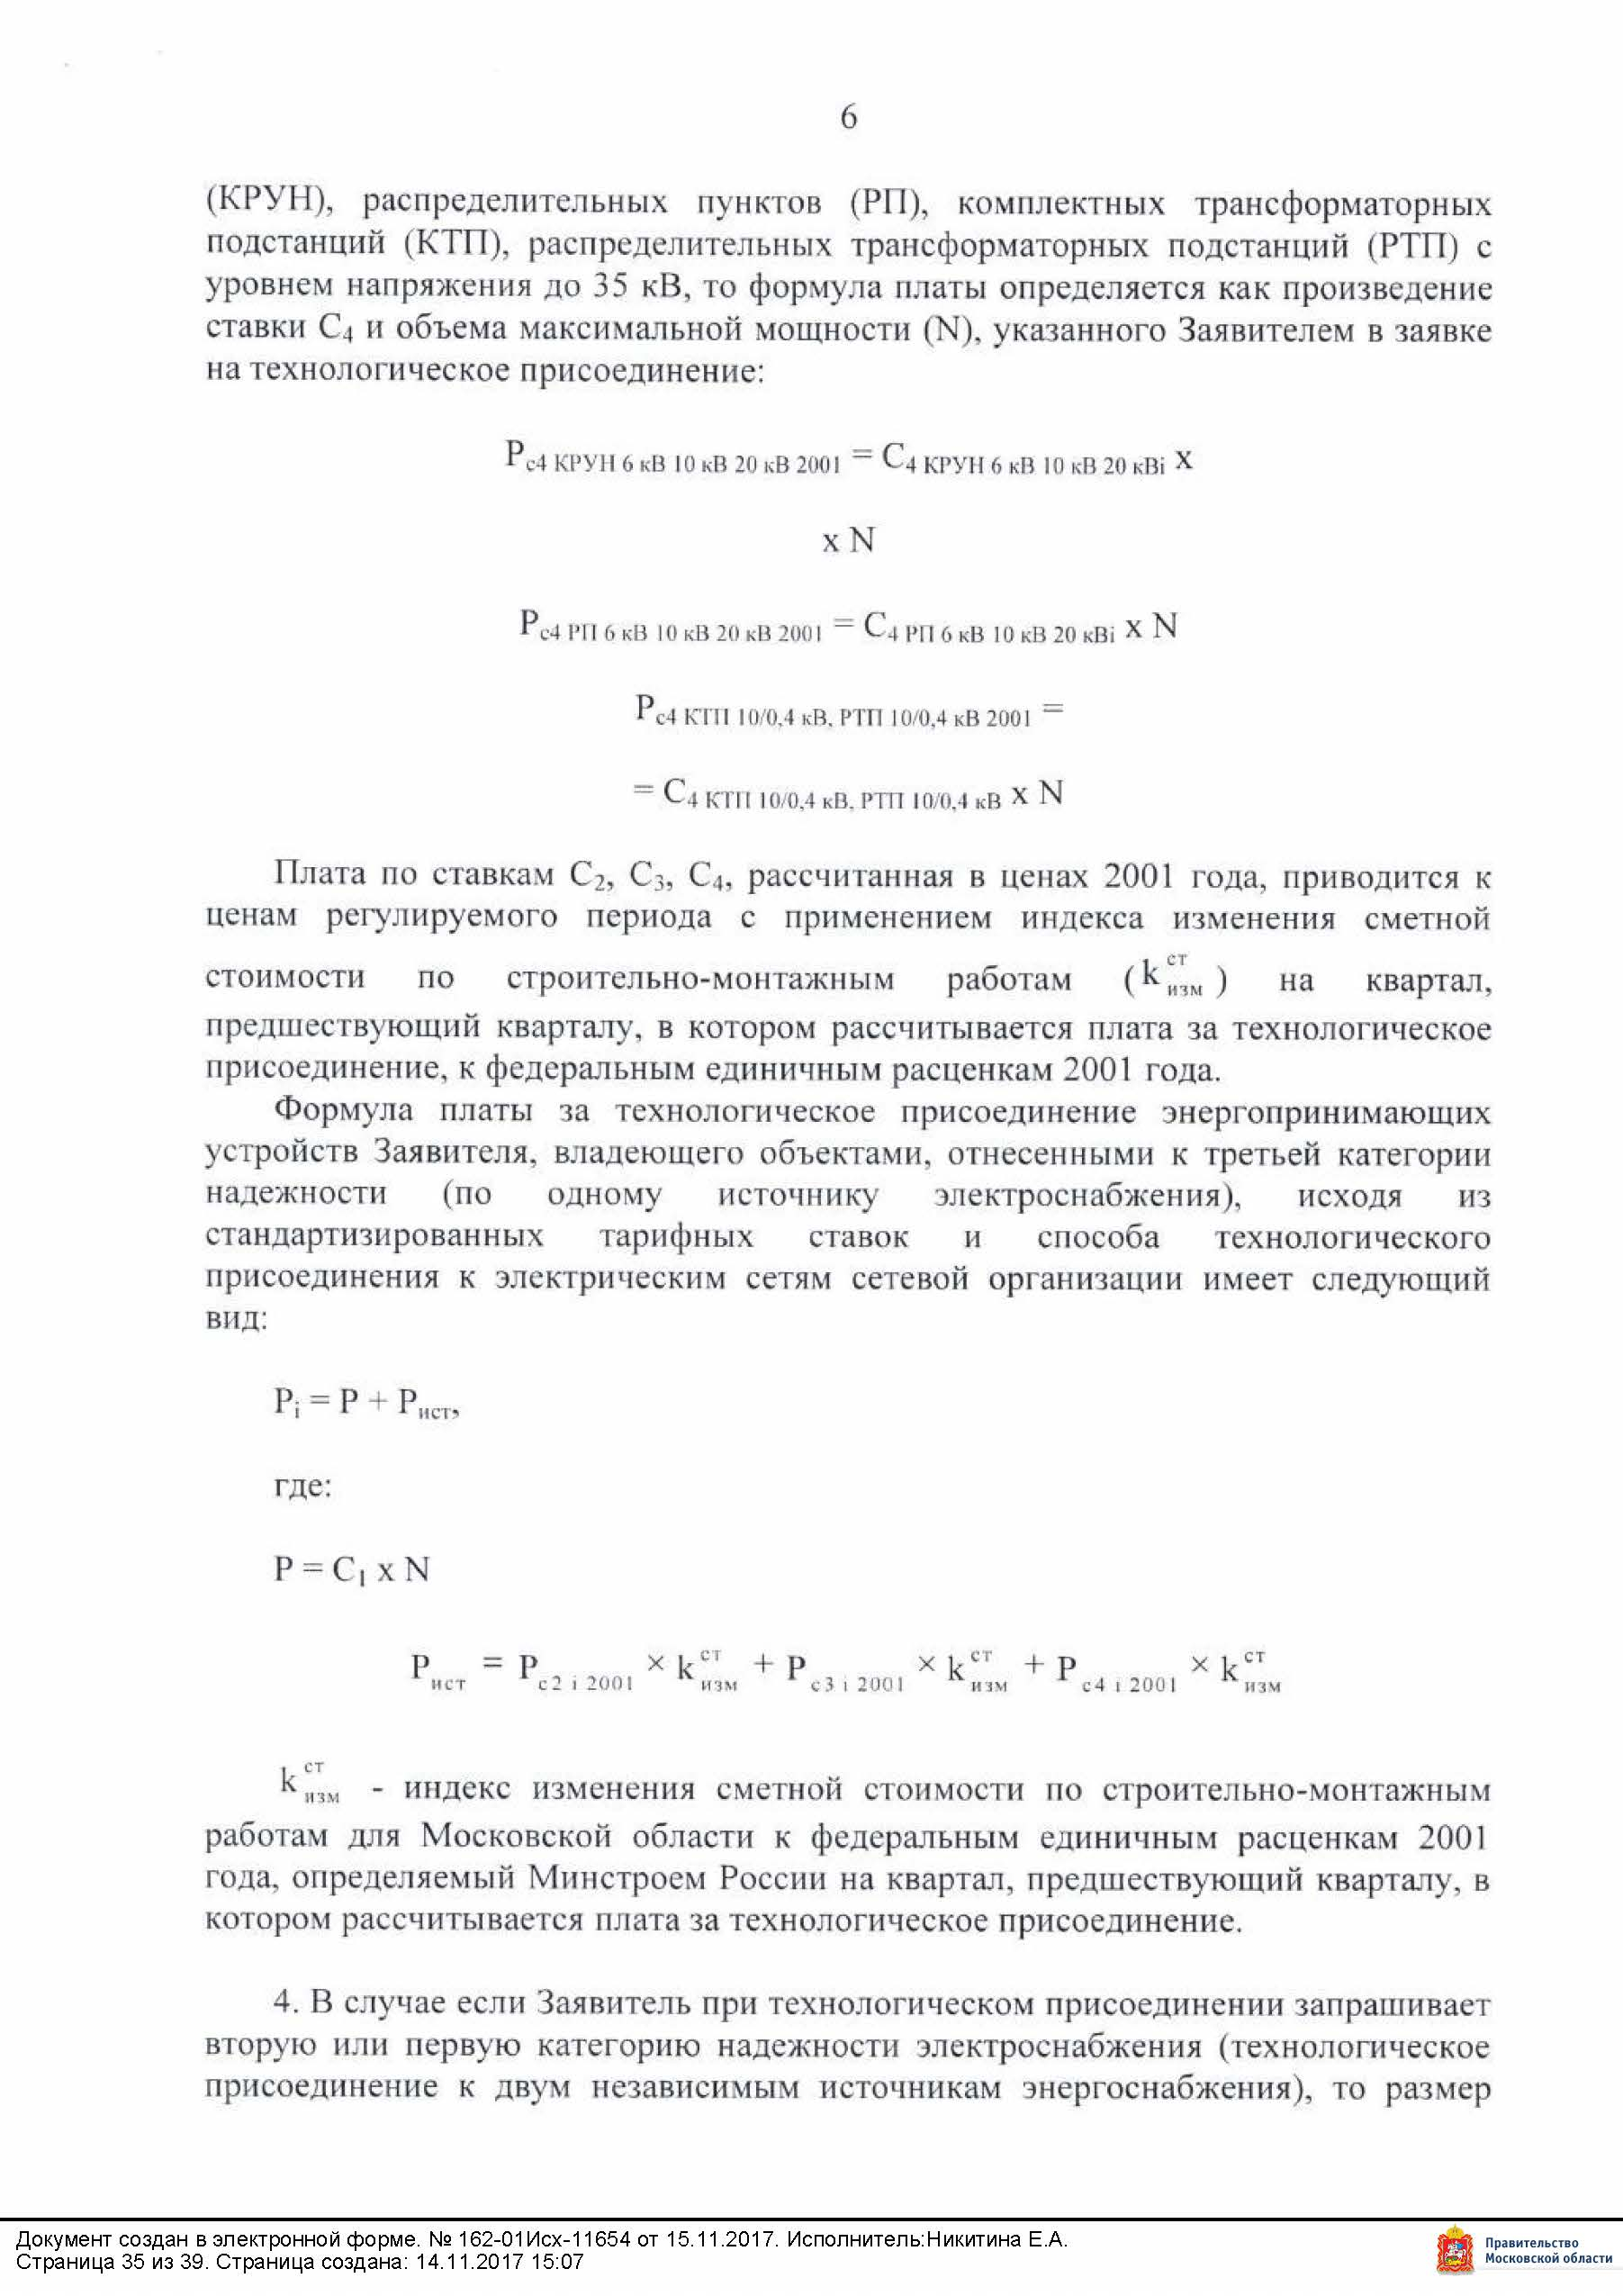 6
(КРУН), распределительных пунктов (РП), комплектных трансформаторных
подстанций (КТП), распределительных трансформаторных подстанций (РТП) с
уровнем напряжения до 35 кВ, то формула платы определяется как произведение
ставки С4 и объема максимальной мощности (N), указанного Заявителем в заявке
на технологическое присоединение:
Pс4 КРУН 6 кВ 10 кВ 20 кВ 2001 = С4 КРУН 6 кВ 10 кВ 20 кВi х
х N
Pс4 РП 6 кВ 10 кВ 20 кВ 2001 = С4 РП 6 кВ 10 кВ 20 кВi х N
Pс4 КТП 10/0,4 кВ, РТП 10/0,4 кВ 2001 =
= С4 КТП 10/0,4 кВ, РТП 10/0,4 кВ х N
Плата по ставкам С2, С3, С4, рассчитанная в ценах 2001 года, приводится к
ценам регулируемого периода с применением индекса изменения сметной
стоимости по строительно-монтажным работам (k ст изм) на квартал,
предшествующий кварталу, в котором рассчитывается плата за технологическое
присоединение, к федеральным единичным расценкам 2001 года.
Формула платы за технологическое присоединение энергопринимающих
устройств Заявителя, владеющего объектами, отнесенными к третьей категории
надежности (по одному источнику электроснабжения), исходя из
стандартизированных тарифных ставок и способа технологического
присоединения к электрическим сетям сетевой организации имеет следующий
вид:
Pi = P + Pист,
где:
P = C1 x N
Pист = Pс2 i 2001 × k ст изм + Pс3 i 2001 × k ст изм + Pс4 i 2001 × k ст изм
k ст изм - индекс изменения сметной стоимости по строительно-монтажным
работам для Московской области к федеральным единичным расценкам 2001
года, определяемый Минстроем России на квартал, предшествующий кварталу, в
котором рассчитывается плата за технологическое присоединение.
4. В случае если Заявитель при технологическом присоединении запрашивает
вторую или первую категорию надежности электроснабжения (технологическое
присоединение к двум независимым источникам энергоснабжения), то размер
Документ создан в электронной форме. № 162-01Исх-11654 от 15.11.2017. Исполнитель:Никитина Е.А.
Страница 35 из 39. Страница создана: 14.11.2017 15:07
Правительство
Московской области